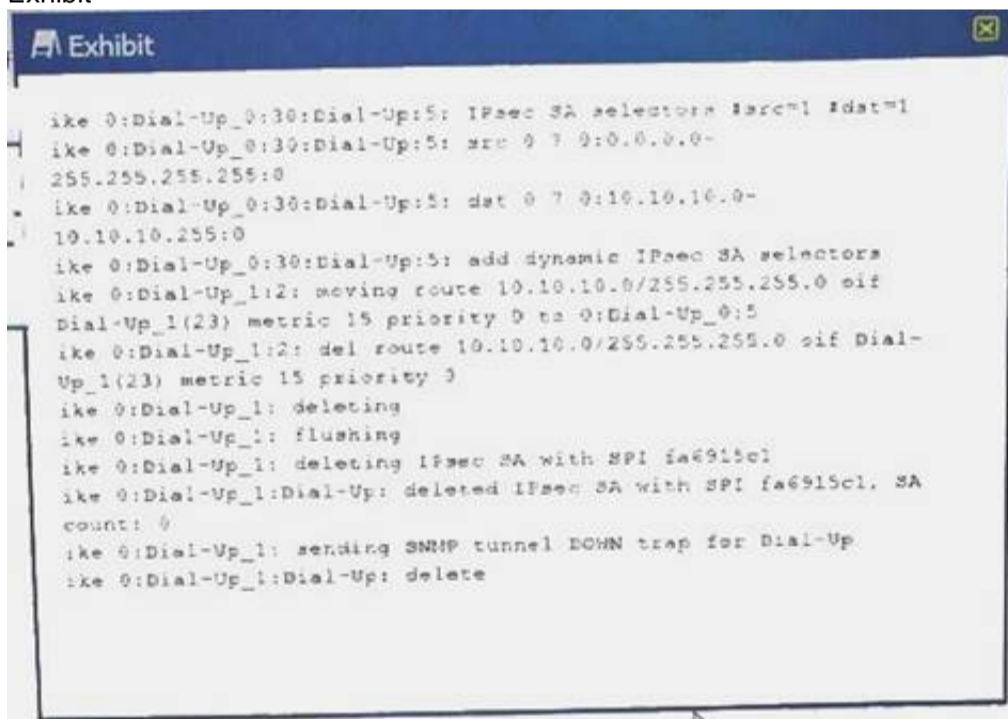 Exhibit
Exhibit
ike 0:Dial-Up_0:30:Dial-Up:5: IPsec SA selectors #src=1 #dst=1
ike 0:Dial-Up_0:30:Dial-Up:5: src 0 7 0:0.0.0.0-
255.255.255.255:0
ike 0:Dial-Up_0:30:Dial-Up:5: dst 0 7 0:10.10.10.0-
10.10.10.255:0
ike 0:Dial-Up_0:30:Dial-Up:5: add dynamic IPsec SA selectors
ike 0:Dial-Up_1:2: moving route 10.10.10.0/255.255.255.0 oif
Dial-Up_1(23) metric 15 priority 0 to 0:Dial-Up_0:5
ike 0:Dial-Up_1:2: del route 10.10.10.0/255.255.255.0 oif Dial-
Up_1(23) metric 15 priority 0
ike 0:Dial-Up_1: deleting
ike 0:Dial-Up_1: flushing
ike 0:Dial-Up_1: deleting IPsec SA with SPI fa6915c1
ike 0:Dial-Up_1:Dial-Up: deleted IPsec SA with SPI fa6915c1, SA
count: 0
ike 0:Dial-Up_1: sending SNMP tunnel DOWN trap for Dial-Up
ike 0:Dial-Up_1:Dial-Up: delete